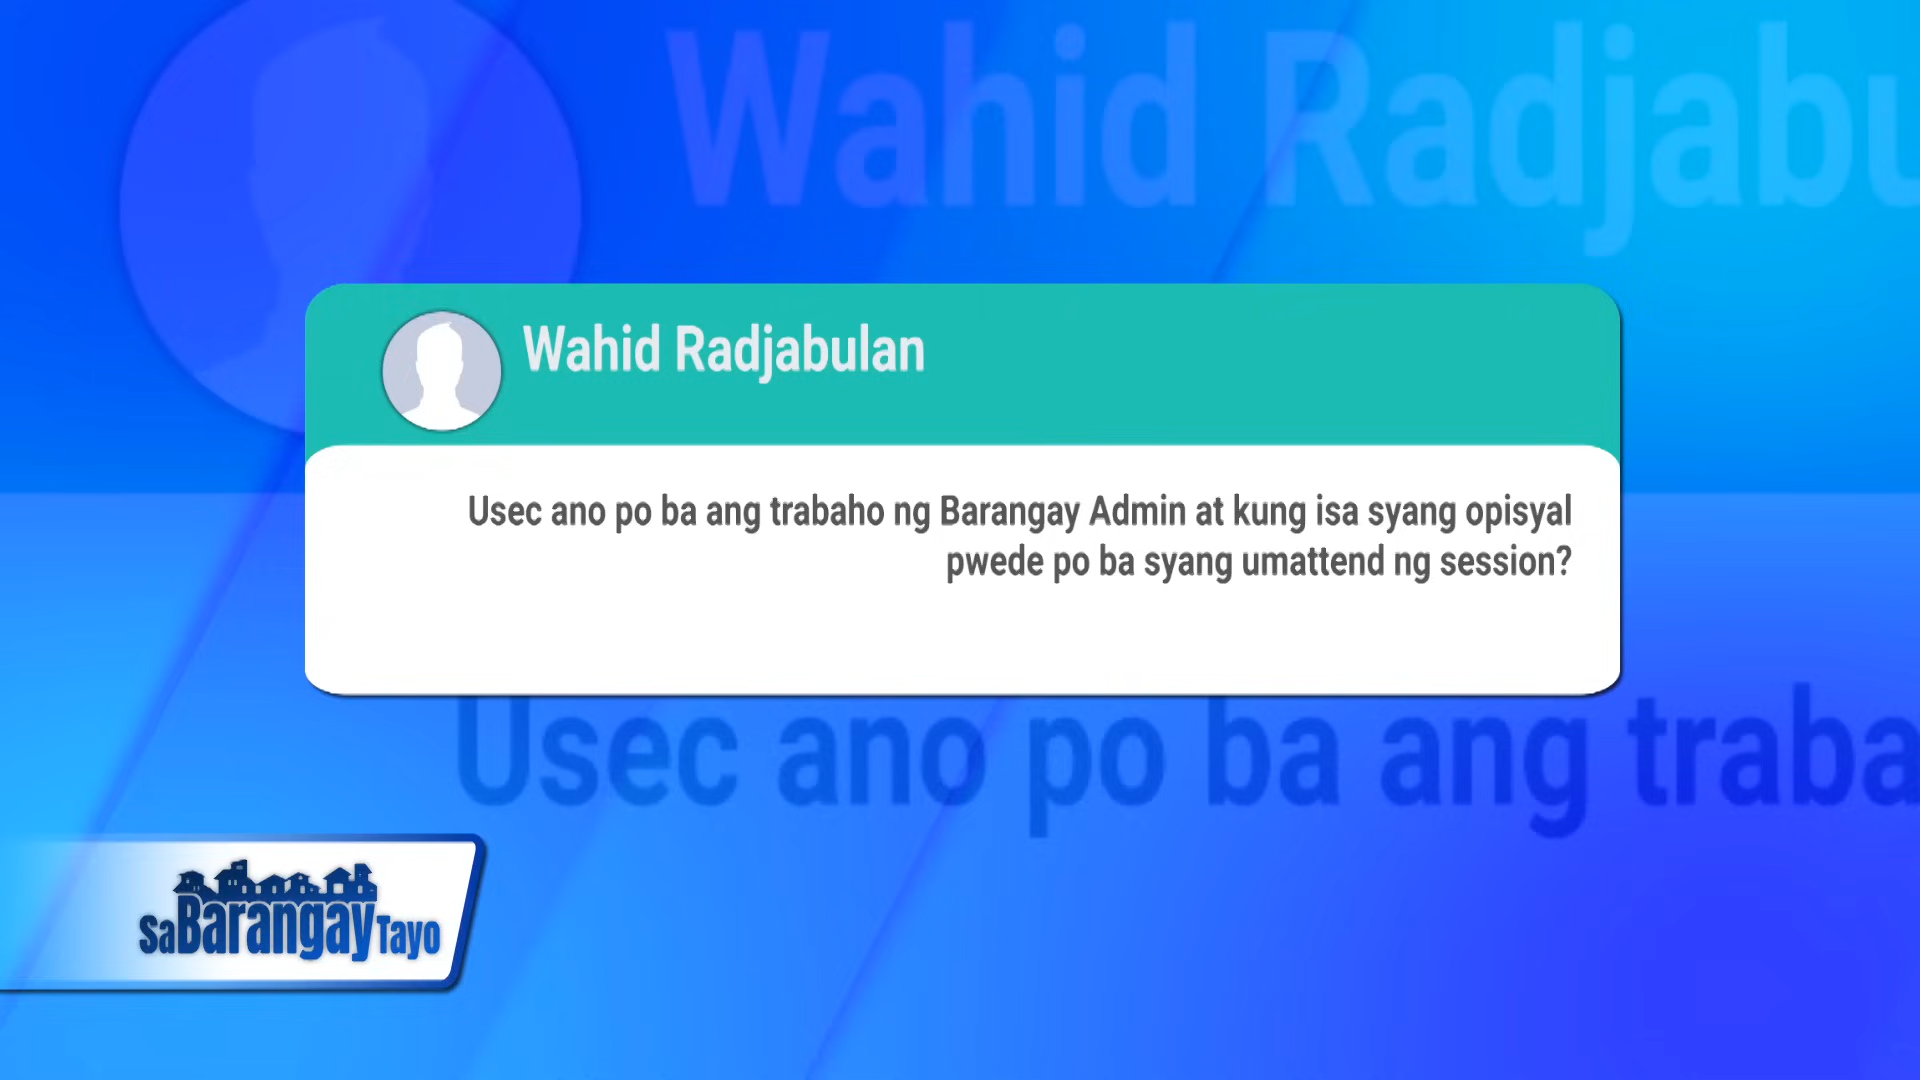 Wahid Radjabu
Wahid Radjabulan
Usec ano po ba ang trabaho ng Barangay Admin at kung isa syang opisyal
pwede po ba syang umattend ng session?
Usec ano po ba ang traba
saBarangayTayo